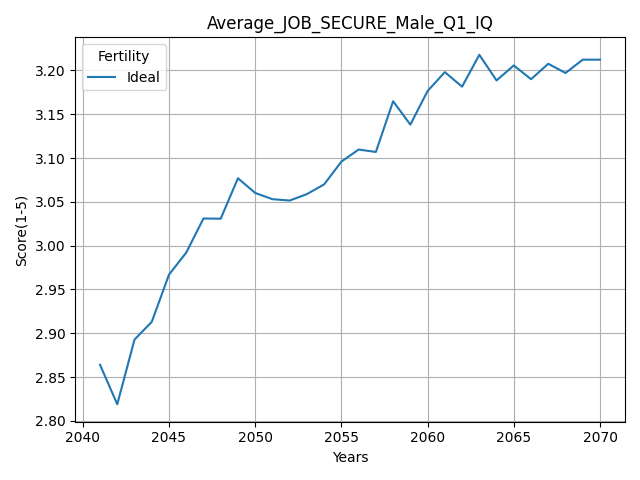 Average_JOB_SECURE_Male_Q1_IQ
Fertility
Ideal
Score(1-5)
3.20
3.15
3.10
3.05
3.00
2.95
2.90
2.85
2.80
2040 2045 2050 2055 2060 2065 2070
Years